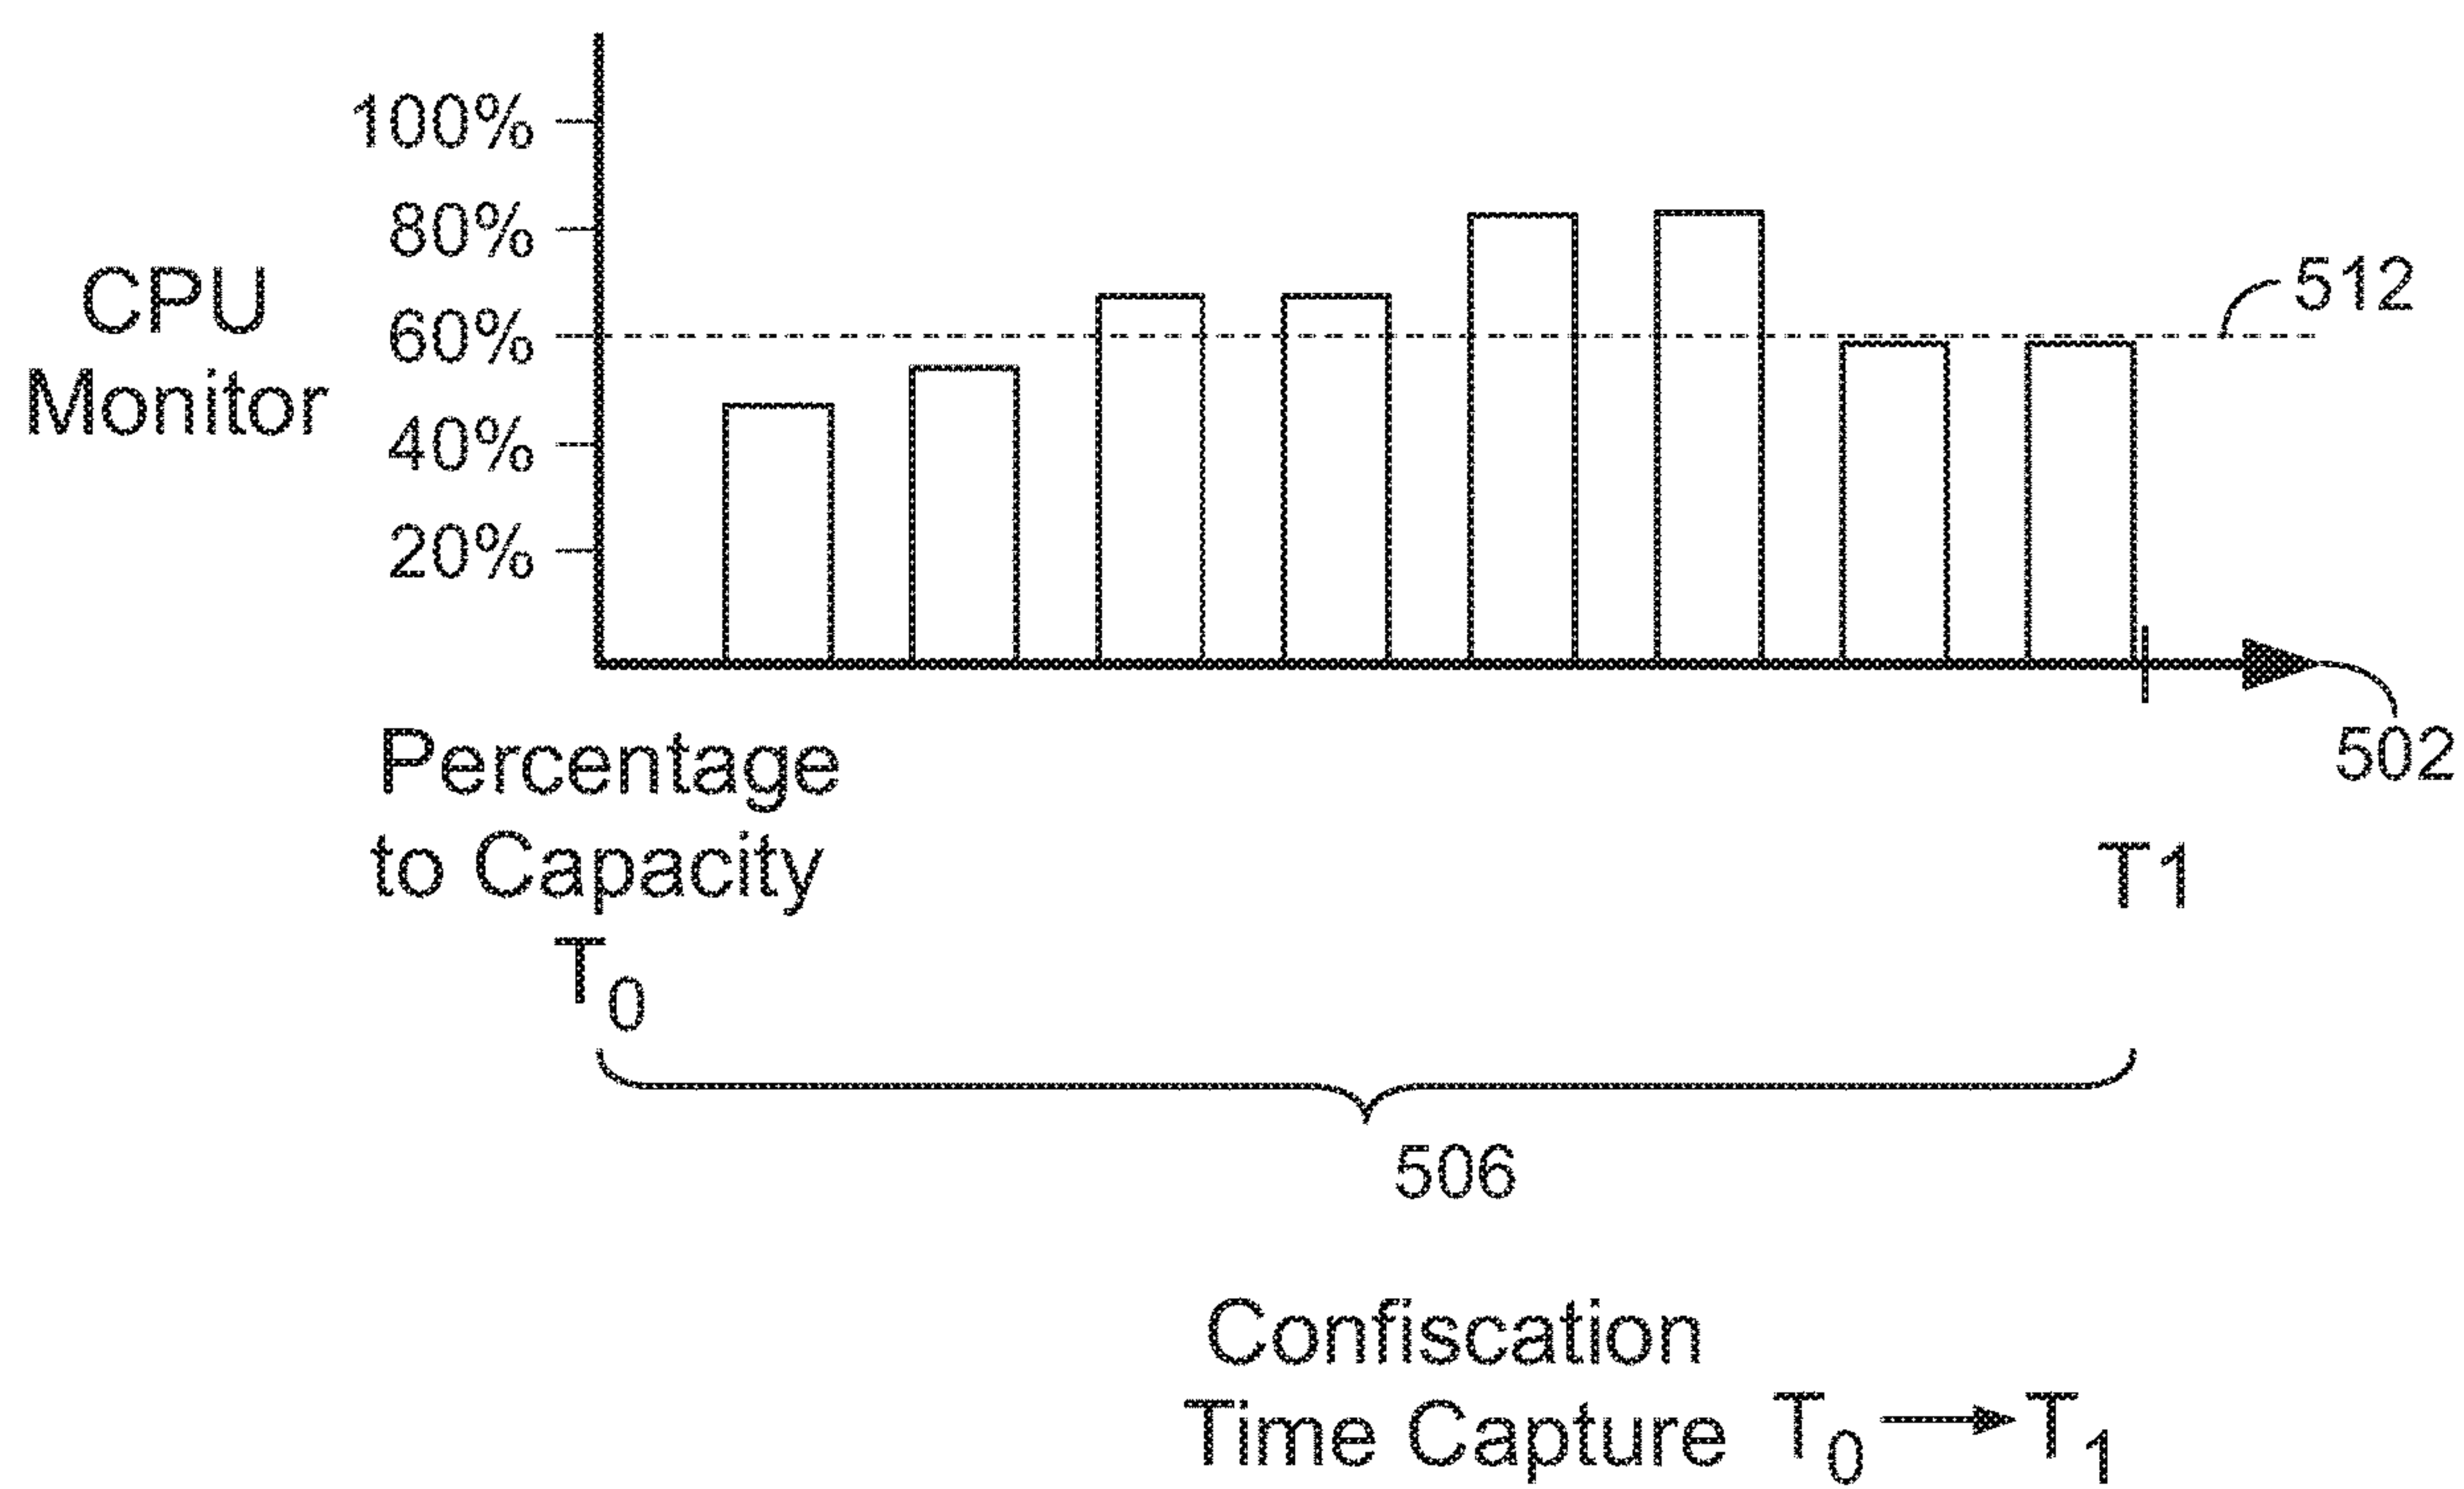 100%
80%
CPU
Monitor
60%
40%
20%
512
502
Percentage
to Capacity
T0
T1
506
Confiscation
Time Capture T0 → T1